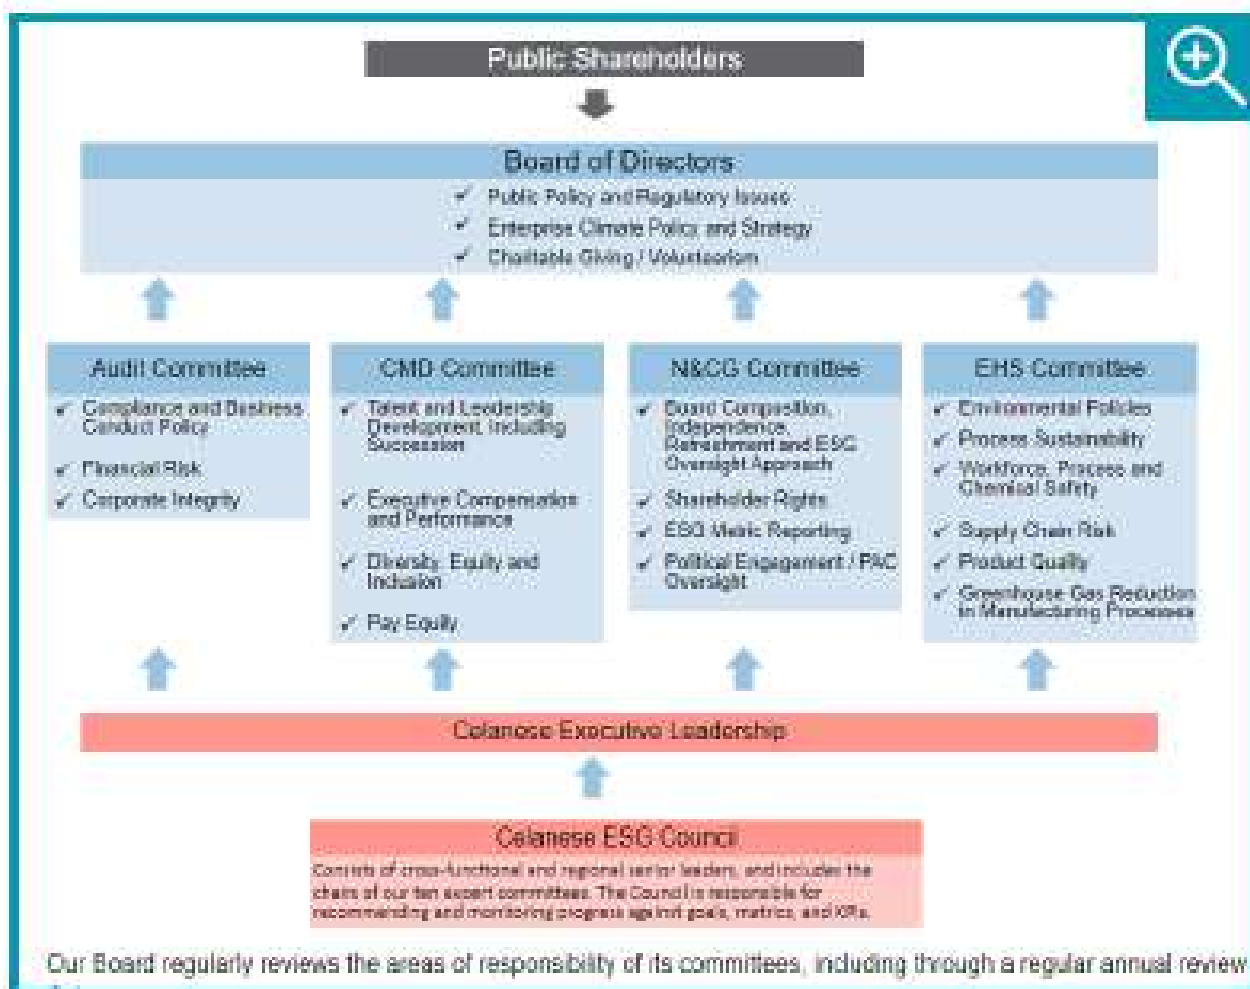 Public Shareholders
Board of Directors
✓ Public Policy and Regulatory Issues
✓ Enterprise Climate Policy and Strategy
✓ Charitable Giving / Volunteerism
Audit Committee
✓ Compliance and Business
Conduct Policy
✓ Financial Risk
✓ Corporate Integrity
CMD Committee
✓ Talent and Leadership
Development, Including
Succession
✓ Executive Compensation
and Performance
✓ Diversity, Equity and
Inclusion
✓ Pay Equity
N&CG Committee
✓ Board Composition,
Independence,
Refreshment and ESG
Oversight Approach
✓ Shareholder Rights
✓ ESG Metric Reporting
✓ Political Engagement / PAC
Oversight
EHS Committee
✓ Environmental Policies
✓ Process Sustainability
✓ Workforce, Process and
Chemical Safety
✓ Supply Chain Risk
✓ Product Quality
✓ Greenhouse Gas Reduction
in Manufacturing Processes
Celanese Executive Leadership
Celanese ESG Council
Consists of cross-functional and regional senior leaders, and includes the
chairs of our ten expert committees. The Council is responsible for
recommending and monitoring progress against goals, metrics, and
Our Board regularly reviews the areas of responsibility of its committees, including through a regular annual review